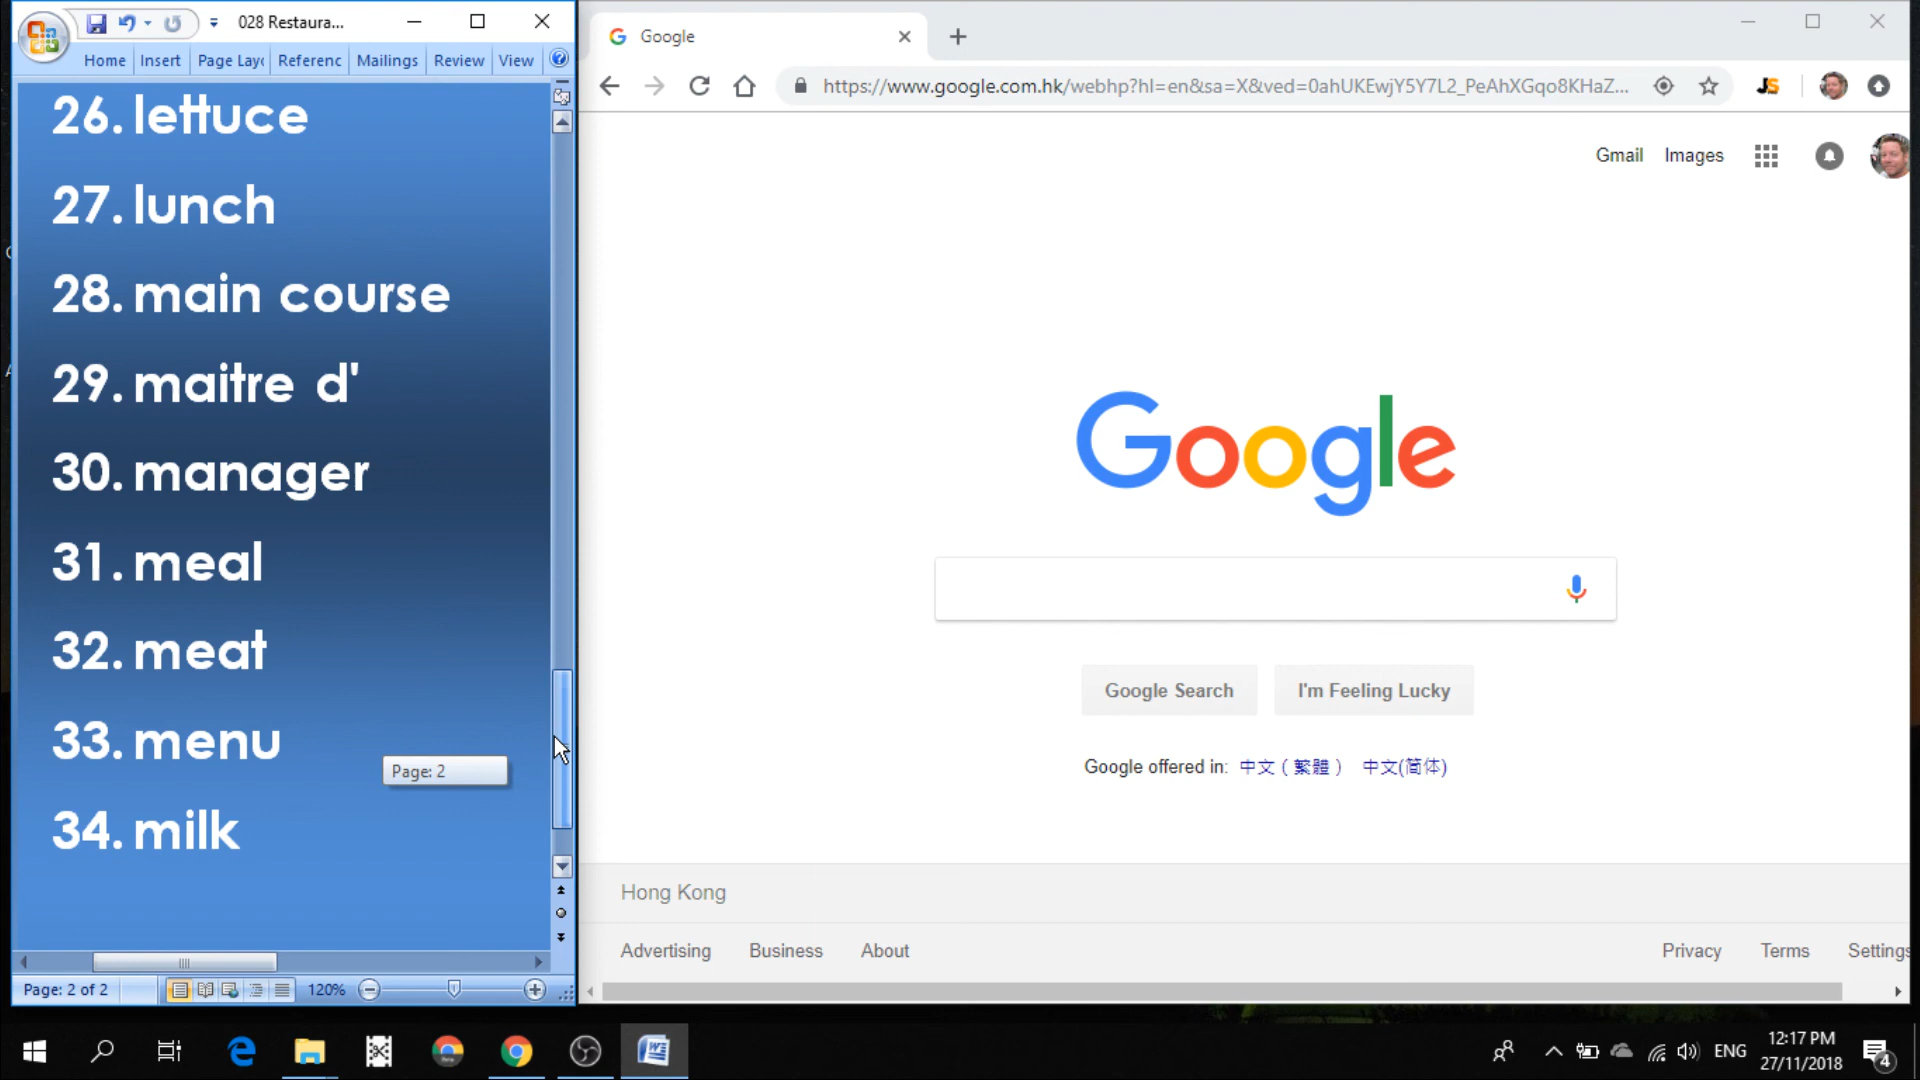 028 Restaura...
Home Insert Page Layo Referenc Mailings Review View
26. lettuce
27. lunch
28. main course
29. maitre d'
30. manager
31. meal
32. meat
33. menu
Page: 2
34. milk
Page: 2 of 2 120%
Google
https://www.google.com.hk/webhp?hl=en&sa=X&ved=0ahUKEwjY5Y7L2_PeAhXGqo8KHaZ...
JS
Gmail Images
Google
Google Search I'm Feeling Lucky
Google offered in: 中文 ( 繁體 ) 中文(简体)
Hong Kong
Advertising Business About Privacy Terms Settings
ENG
12:17 PM
27/11/2018
4